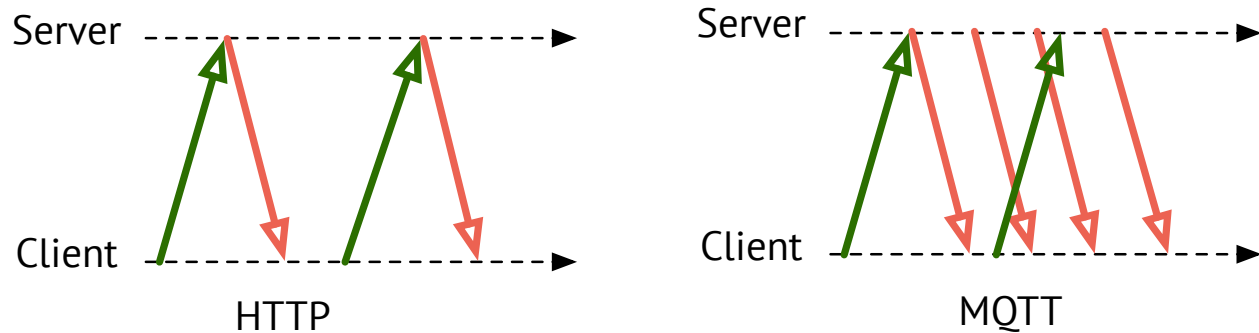 Server
Client
HTTP
Server
Client
MQTT